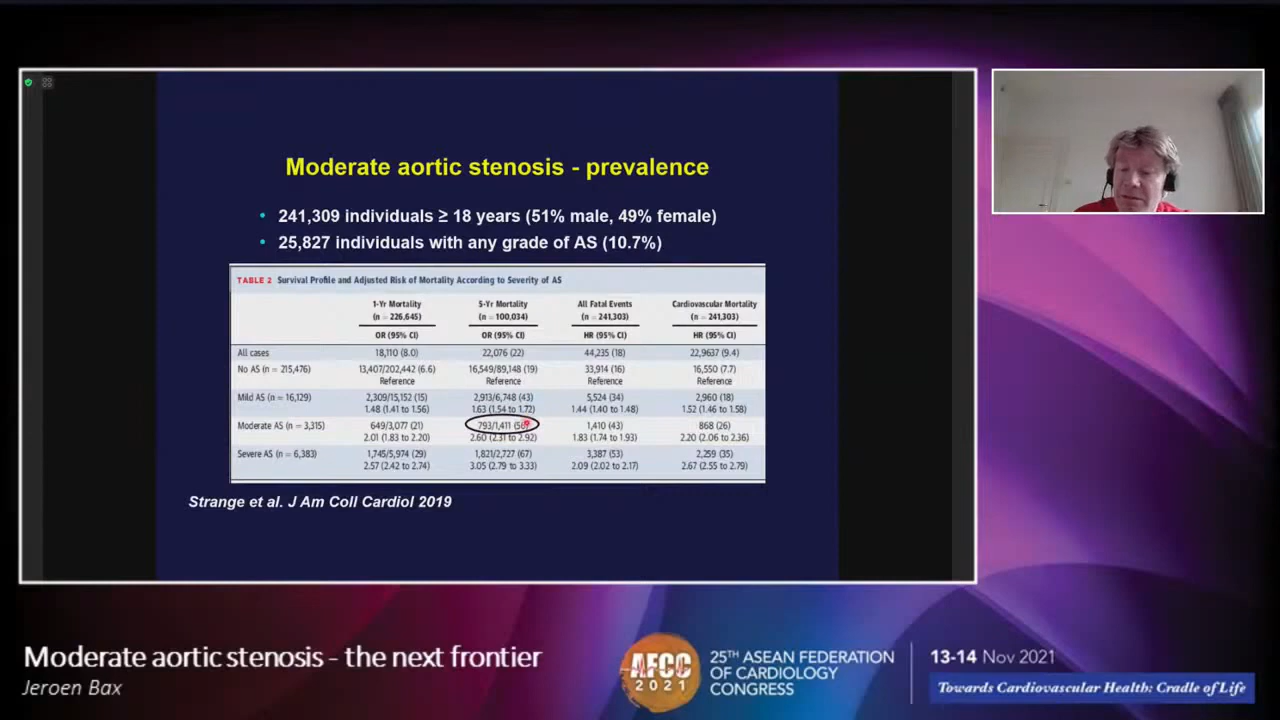 Moderate aortic stenosis - prevalence
• 241,309 individuals ≥ 18 years (51% male, 49% female)
• 25,827 individuals with any grade of AS (10.7%)
TABLE 2 Survival Profile and Adjusted Risk of Mortality According to Severity of AS
1-Yr Mortality 5-Yr Mortality All Fatal Events Cardiovascular Mortality
(n = 226,645) (n = 100,034) (n = 241,303) (n = 241,303)
OR (95% CI) OR (95% CI) HR (95% CI) HR (95% CI)
All cases 18,110 (8.0) 22,076 (22) 44,235 (18) 22,9637 (9.4)
No AS (n = 215,476) 13,407/202,442 (6.6) 16,549/89,148 (19) 33,914 (16) 16,550 (7.7)
Reference Reference Reference Reference
Mild AS (n = 16,129) 2,309/15,152 (15) 2,913/6,748 (43) 5,524 (34) 2,960 (18)
1.48 (1.41 to 1.56) 1.63 (1.54 to 1.72) 1.44 (1.40 to 1.48) 1.52 (1.46 to 1.58)
Moderate AS (n = 3,315) 649/3,077 (21) 793/1,411 1,410 (43) 868 (26)
2.01 (1.83 to 2.20) 2.60 (2.31 to 2.92) 1.83 (1.74 to 1.93) 2.20 (2.06 to 2.36)
Severe AS (n = 6,383) 1,745/5,974 (29) 1,821/2,727 (67) 3,387 (53) 2,259 (35)
2.57 (2.42 to 2.74) 3.05 (2.79 to 3.33) 2.09 (2.02 to 2.17) 2.67 (2.55 to 2.79)
Strange et al. J Am Coll Cardiol 2019
Moderate aortic stenosis - the next frontier
Jeroen Bax
AFCC
2021
25TH ASEAN FEDERATION
OF CARDIOLOGY
CONGRESS
13-14 Nov 2021
Towards Cardiovascular Health: Cradle of Life